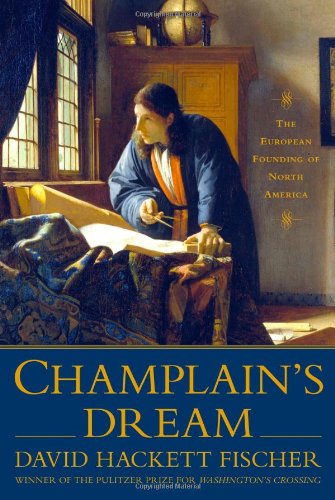 THE
EUROPEAN
FOUNDING OF
NORTH
AMERICA
CHAMPLAIN'S
DREAM
DAVID HACKETT FISCHER
WINNER OF THE PULITZER PRIZE FOR WASHINGTON'S CROSSING